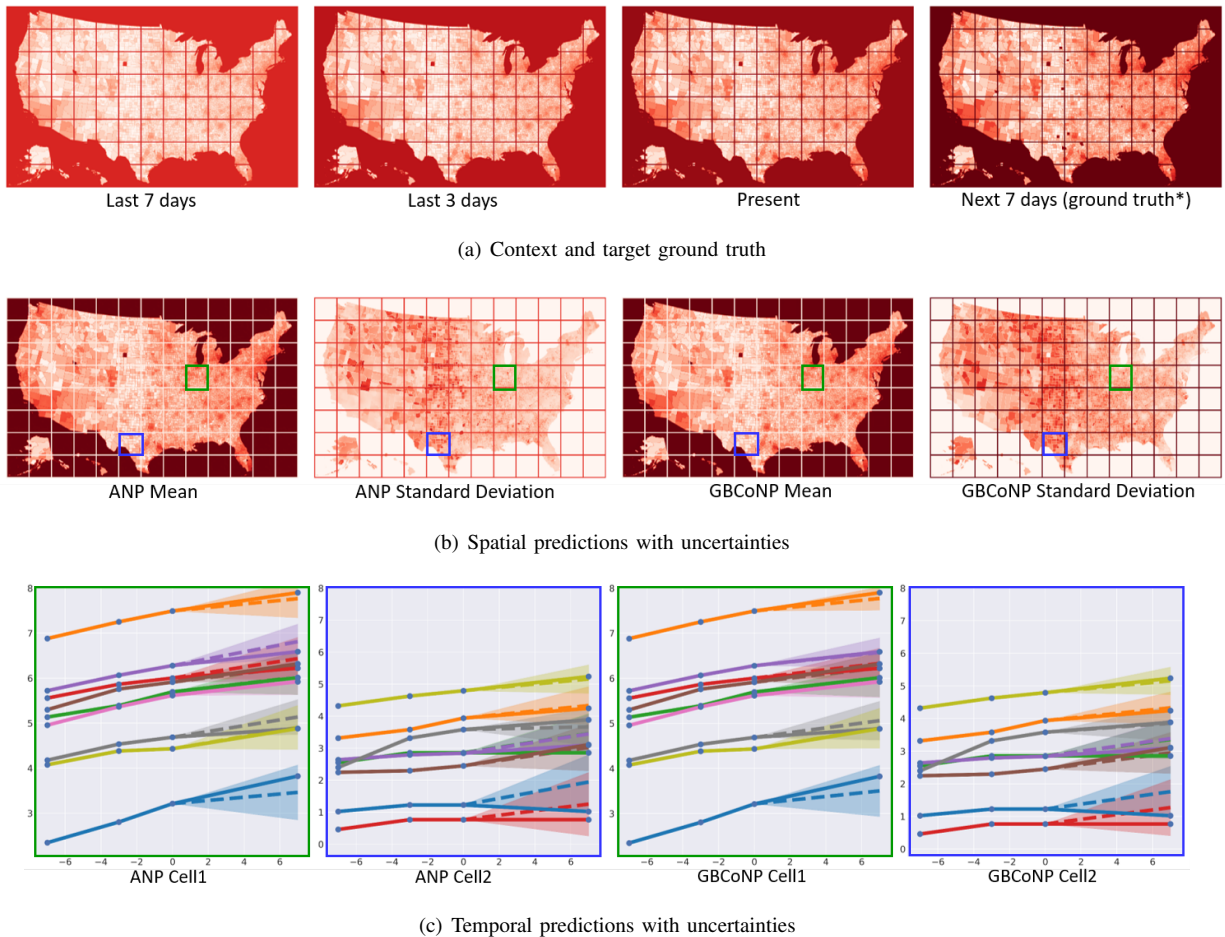 Last 7 days
Last 3 days
Present
Next 7 days (ground truth*)
(a) Context and target ground truth
ANP Mean
ANP Standard Deviation
GBCoNP Mean
GBCoNP Standard Deviation
(b) Spatial predictions with uncertainties
8
7
6
5
4
3
−6 −4 −2 0 2 4 6
ANP Cell1
8
7
6
5
4
3
2
1
0
−6 −4 −2 0 2 4 6
ANP Cell2
8
7
6
5
4
3
−6 −4 −2 0 2 4 6
GBCoNP Cell1
8
7
6
5
4
3
2
1
0
−6 −4 −2 0 2 4 6
GBCoNP Cell2
(c) Temporal predictions with uncertainties